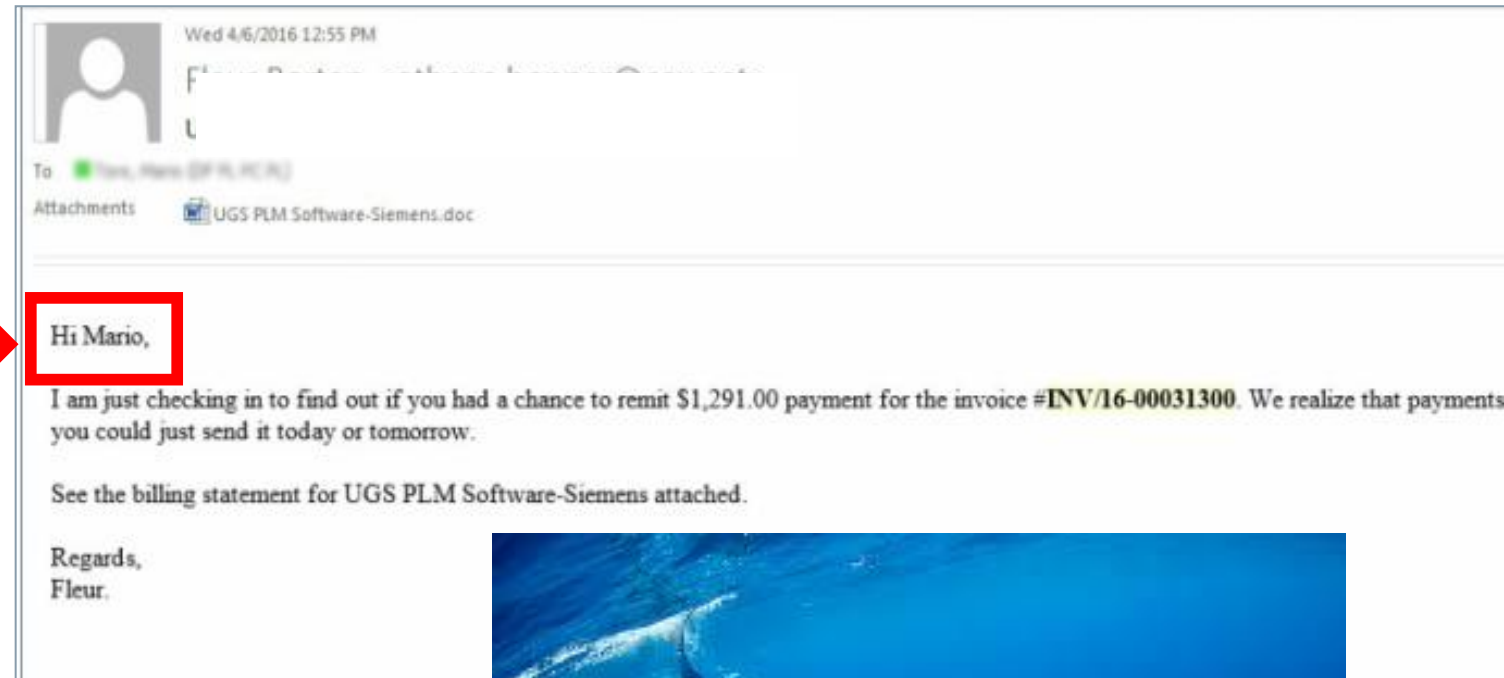 Wed 4/6/2016 12:55 PM
To
Attachments UGS PLM Software-Siemens.doc
Hi Mario,
I am just checking in to find out if you had a chance to remit $1,291.00 payment for the invoice #INV/16-00031300. We realize that payments
you could just send it today or tomorrow.
See the billing statement for UGS PLM Software-Siemens attached.
Regards,
Fleur.